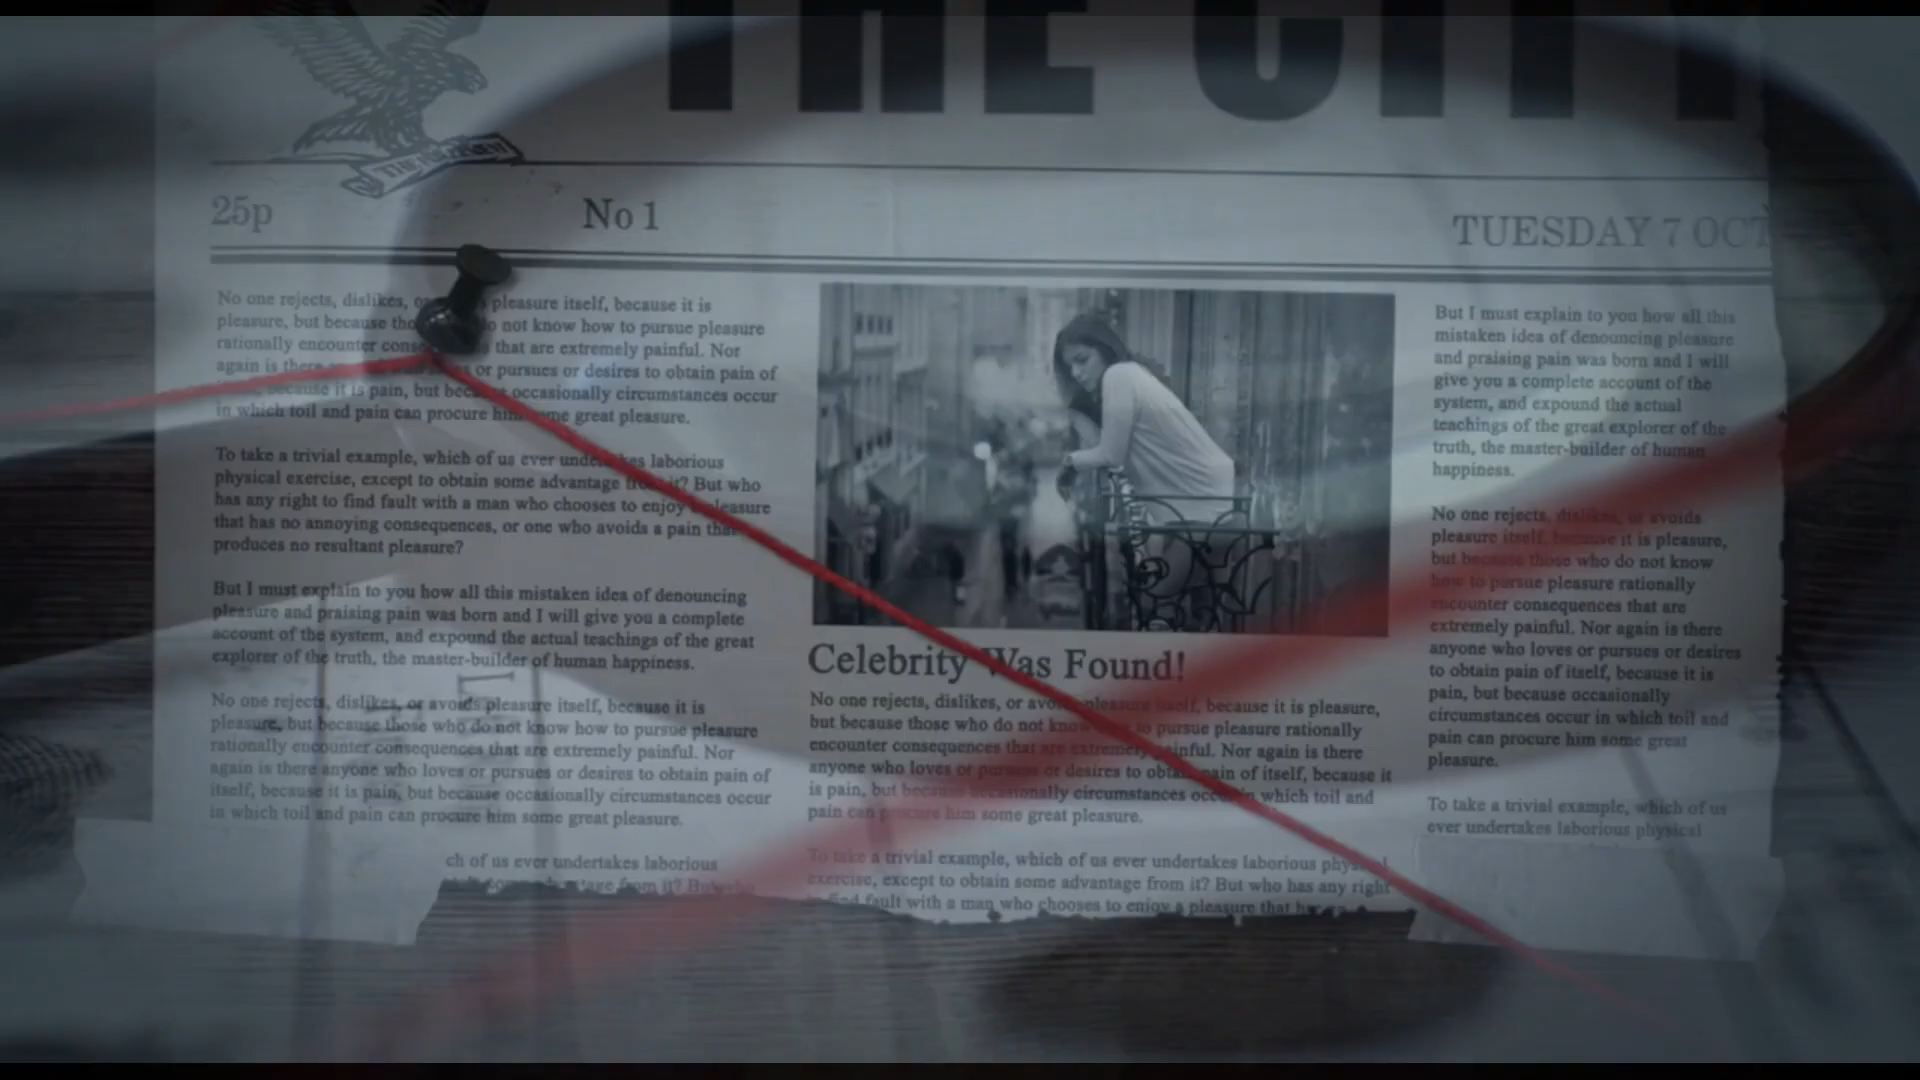 THE CITY
25p
No 1
TUESDAY 7 OCT
No one rejects, dislikes, or pleasure itself, because it is
pleasure, but because tho do not know how to pursue pleasure
rationally encounter conse that are extremely painful. Nor
again is there or pursues or desires to obtain pain of
because it is pain, but because occasionally circumstances occur
in which toil and pain can procure him some great pleasure.
To take a trivial example, which of us ever undertakes laborious
physical exercise, except to obtain some advantage from it? But who
has any right to find fault with a man who chooses to enjoy a pleasure
that has no annoying consequences, or one who avoids a pain that
produces no resultant pleasure?
But I must explain to you how all this mistaken idea of denouncing
pleasure and praising pain was born and I will give you a complete
account of the system, and expound the actual teachings of the great
explorer of the truth, the master-builder of human happiness.
No one rejects, dislikes, or avoids pleasure itself, because it is
pleasure, but because those who do not know how to pursue pleasure
rationally encounter consequences that are extremely painful. Nor
again is there anyone who loves or pursues or desires to obtain pain of
itself, because it is pain, but because occasionally circumstances occur
in which toil and pain can procure him some great pleasure.
ch of us ever undertakes laborious
from it? But who
Celebrity Was Found!
No one rejects, dislikes, or avoids pleasure itself, because it is pleasure,
but because those who do not know how to pursue pleasure rationally
encounter consequences that are extremely painful. Nor again is there
anyone who loves or pursues or desires to obtain pain of itself, because it
is pain, but because occasionally circumstances occur in which toil and
pain can procure him some great pleasure.
To take a trivial example, which of us ever undertakes laborious physical
exercise, except to obtain some advantage from it? But who has any right
to find fault with a man who chooses to enjoy a pleasure that has no
But I must explain to you how all this
mistaken idea of denouncing pleasure
and praising pain was born and I will
give you a complete account of the
system, and expound the actual
teachings of the great explorer of the
truth, the master-builder of human
happiness.
No one rejects, dislikes, or avoids
pleasure itself, because it is pleasure,
but because those who do not know
how to pursue pleasure rationally
encounter consequences that are
extremely painful. Nor again is there
anyone who loves or pursues or desires
to obtain pain of itself, because it is
pain, but because occasionally
circumstances occur in which toil and
pain can procure him some great
pleasure.
To take a trivial example, which of us
ever undertakes laborious physical